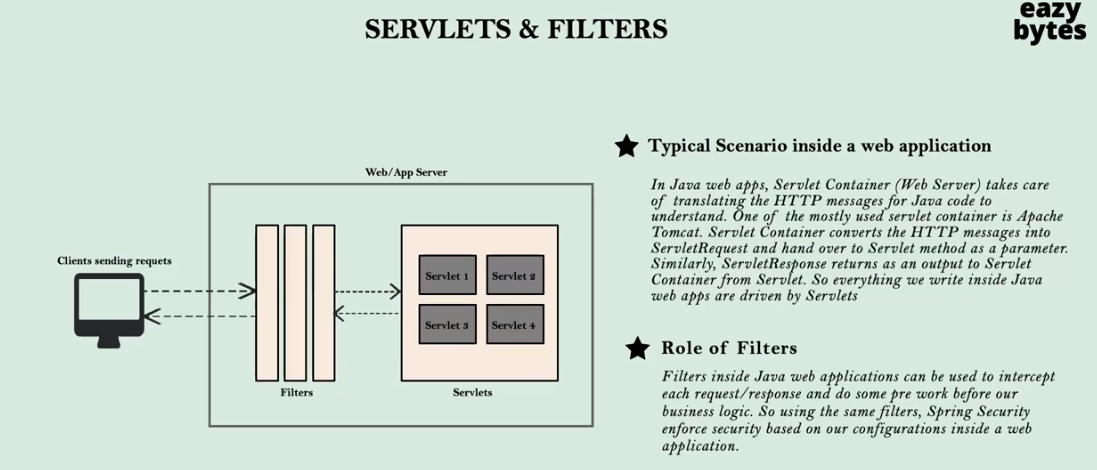 SERVLETS & FILTERS
eazy
bytes
Typical Scenario inside a web application
In Java web apps, Servlet Container (Web Server) takes care
of translating the HTTP messages for Java code to
understand. One of the mostly used servlet container is Apache
Tomcat. Servlet Container converts the HTTP messages into
ServletRequest and hand over to Servlet method as a parameter.
Similarly, ServletResponse returns as an output to Servlet
Container from Servlet. So everything we write inside Java
web apps are driven by Servlets
Role of Filters
Filters inside Java web applications can be used to intercept
each request/response and do some pre work before our
business logic. So using the same filters, Spring Security
enforce security based on our configurations inside a web
application.
Web/App Server
Clients sending requets
Servlet 1
Servlet 2
Servlet 3
Servlet 4
Filters
Servlets